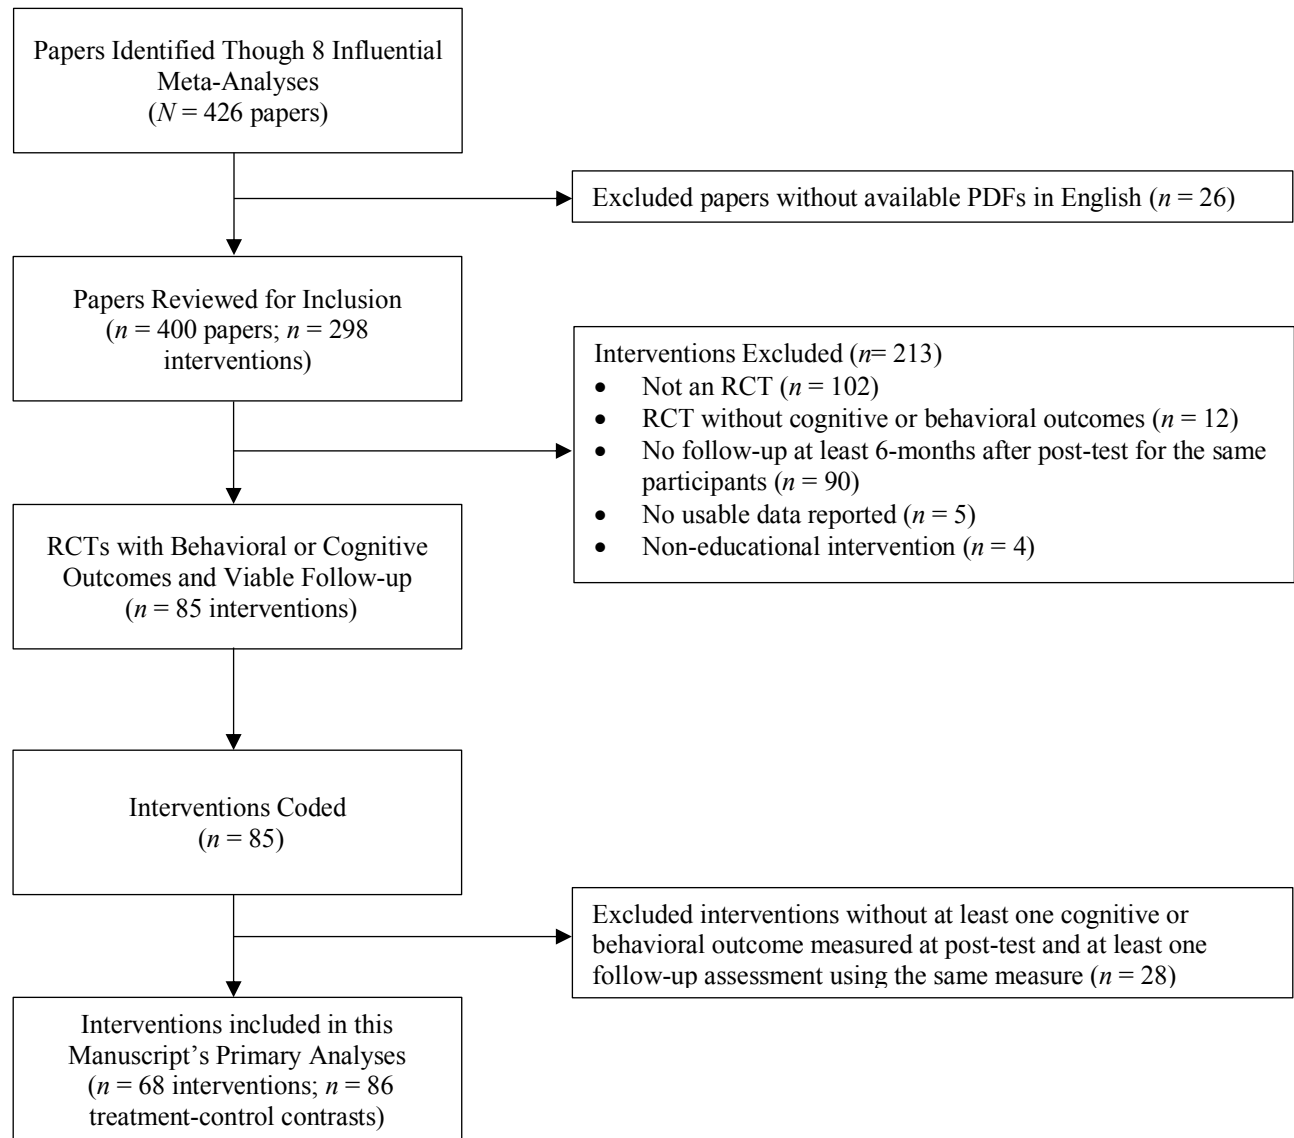 Papers Identified Though 8 Influential
Meta-Analyses
(N = 426 papers)
Excluded papers without available PDFs in English (n = 26)
Papers Reviewed for Inclusion
(n = 400 papers; n = 298
interventions)
Interventions Excluded (n= 213)
• Not an RCT (n = 102)
• RCT without cognitive or behavioral outcomes (n = 12)
• No follow-up at least 6-months after post-test for the same
participants (n = 90)
• No usable data reported (n = 5)
• Non-educational intervention (n = 4)
RCTs with Behavioral or Cognitive
Outcomes and Viable Follow-up
(n = 85 interventions)
Interventions Coded
(n = 85)
Excluded interventions without at least one cognitive or
behavioral outcome measured at post-test and at least one
follow-up assessment using the same measure (n = 28)
Interventions included in this
Manuscript’s Primary Analyses
(n = 68 interventions; n = 86
treatment-control contrasts)